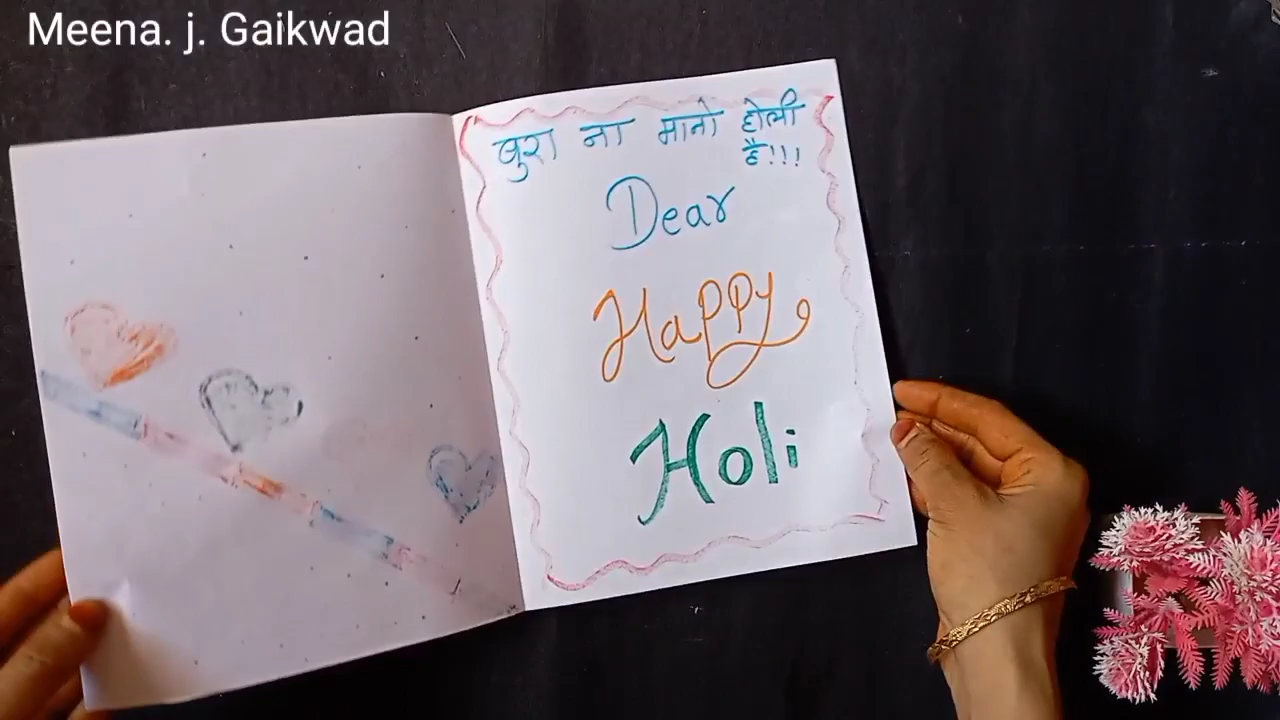 Meena. j. Gaikwad
बुरा ना मानो होली
है!!!
Dear
Happy
Holi